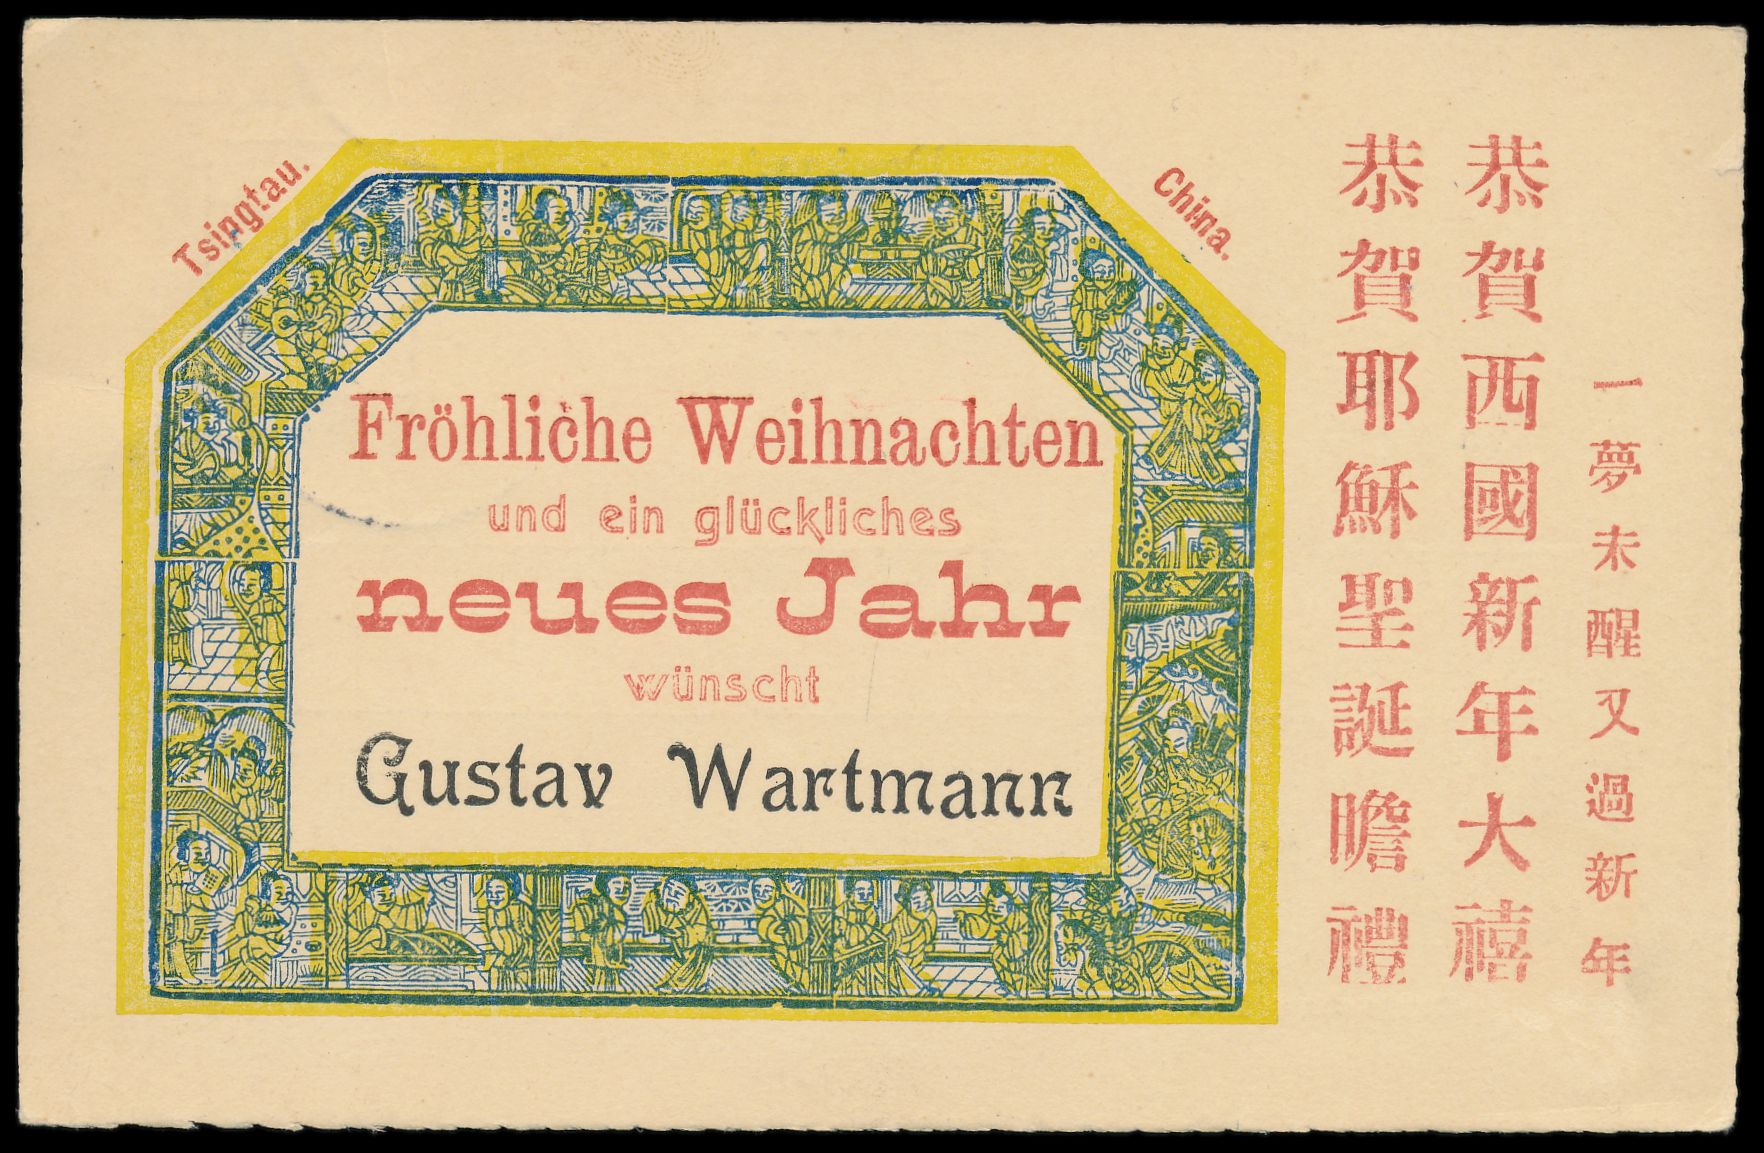 Tsingtau.
China.
Fröhliche Weihnachten
und ein glückliches
neues Jahr
wünscht
Gustav Wartmann
一夢未醒又過新年
恭賀西國新年大禧
恭賀耶穌聖誕瞻禮